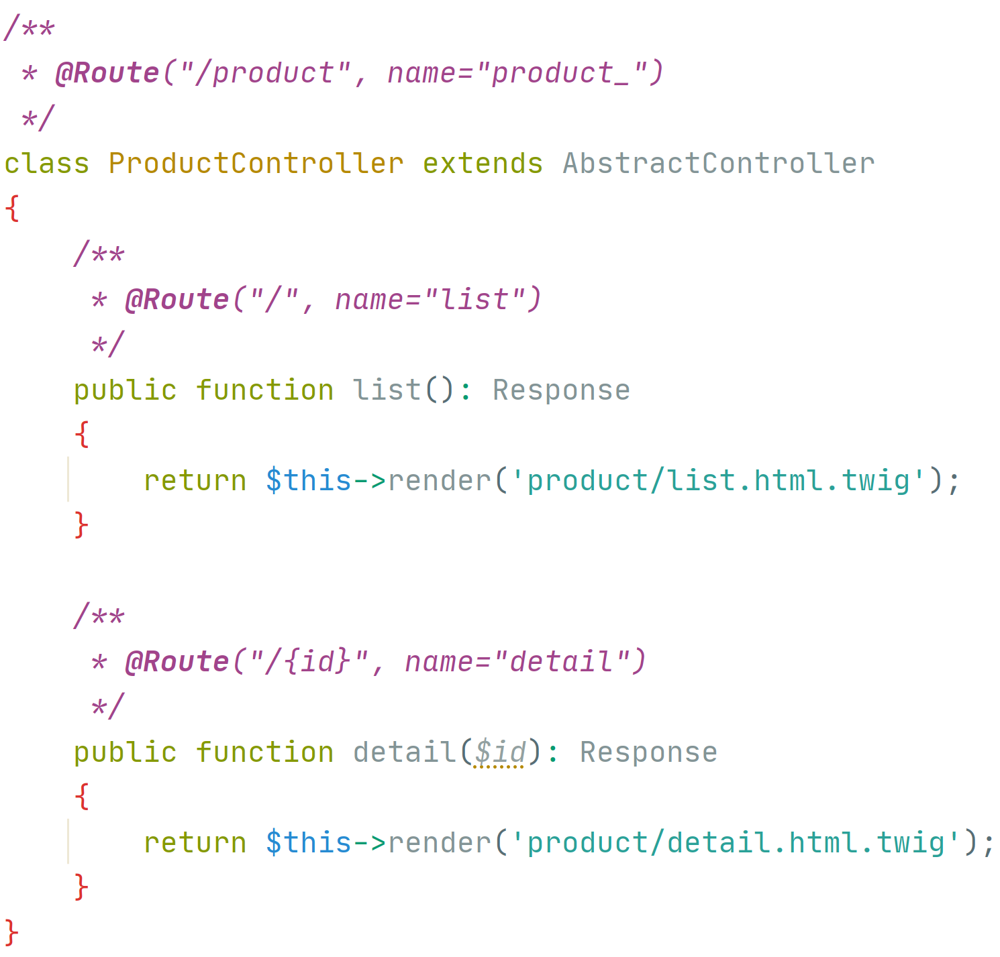 /**
 * @Route("/product", name="product_")
 */
class ProductController extends AbstractController
{
    /**
     * @Route("/", name="list")
     */
    public function list(): Response
    {
        return $this->render('product/list.html.twig');
    }

    /**
     * @Route("/{id}", name="detail")
     */
    public function detail($id): Response
    {
        return $this->render('product/detail.html.twig');
    }
}